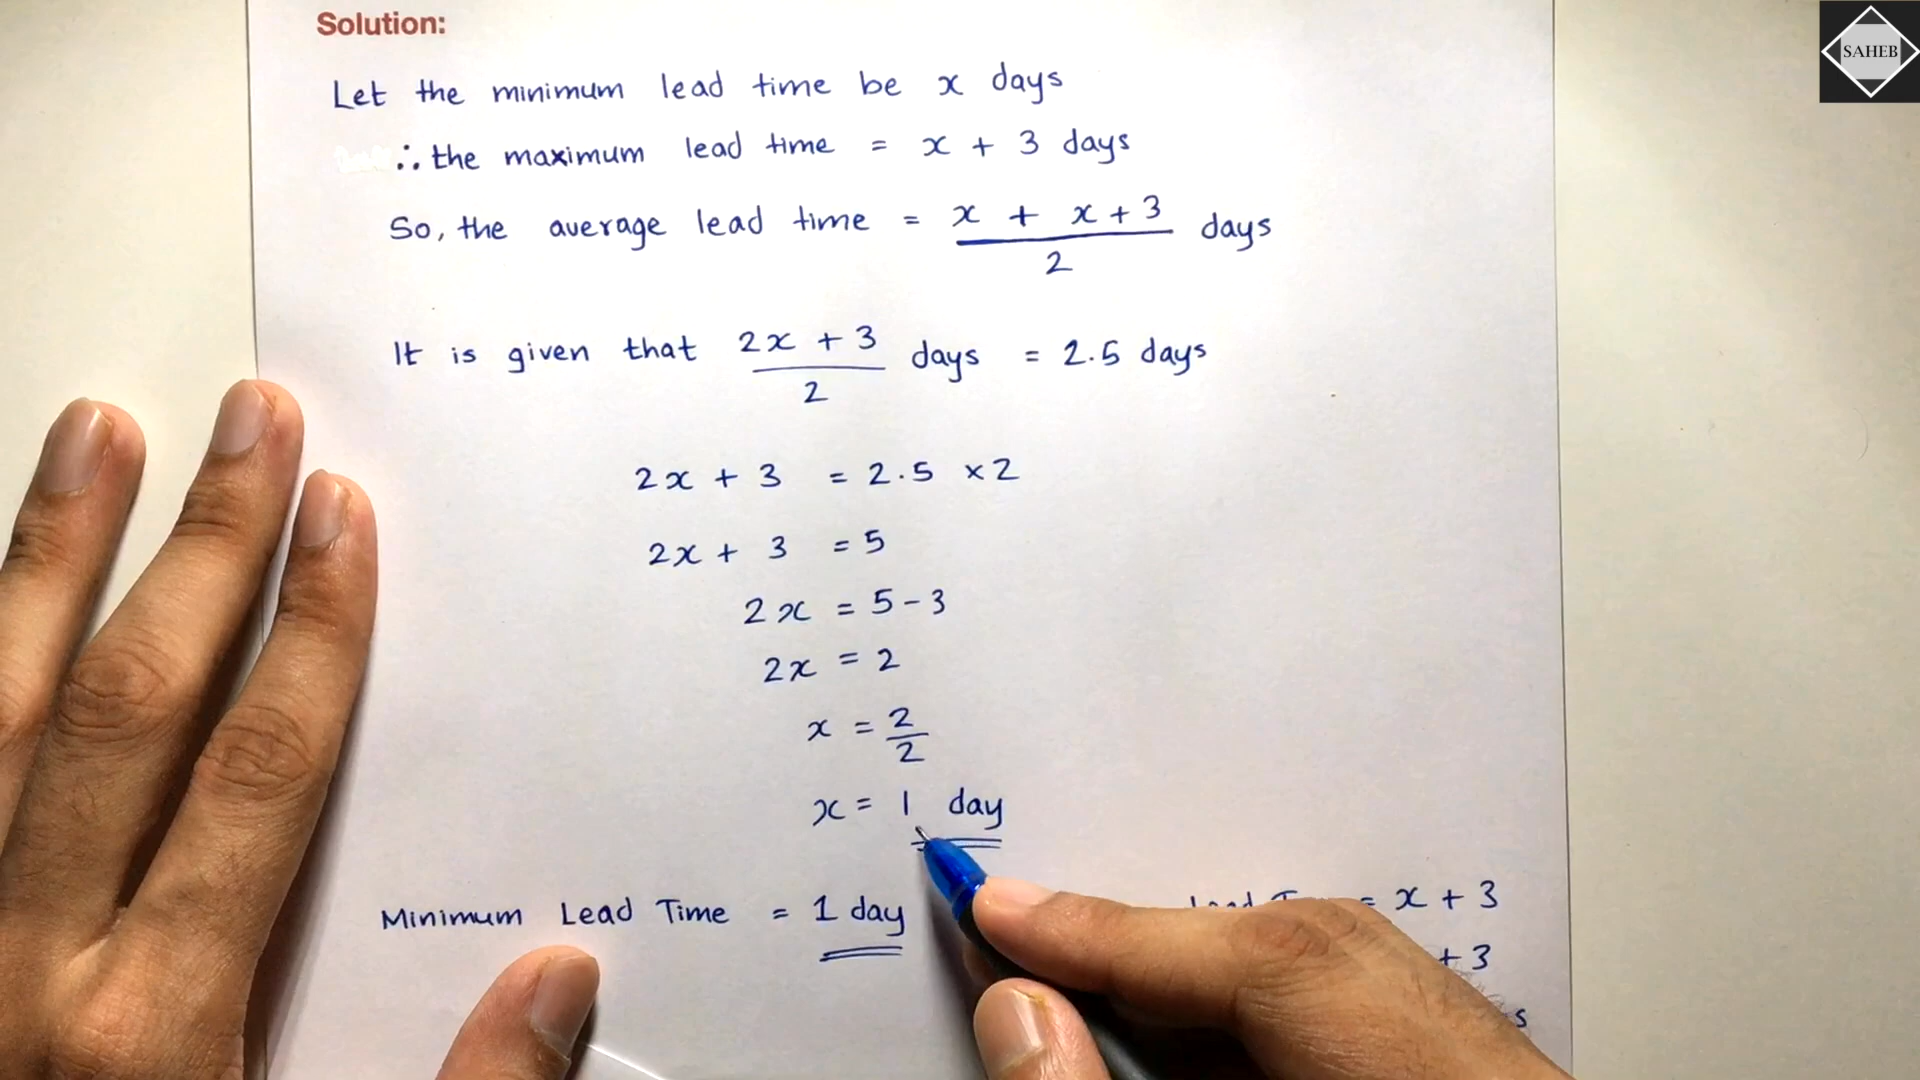 SAHEB
Solution:
Let the minimum lead time be x days
∴ the maximum lead time = x + 3 days
So, the average lead time = x + x + 3 days
2
It is given that 2x + 3 days = 2.5 days
2
2x + 3 = 2.5 × 2
2x + 3 = 5
2x = 5 - 3
2x = 2
x = 2
2
x = 1 day
Minimum Lead Time = 1 day
Lead = x + 3
+ 3
s